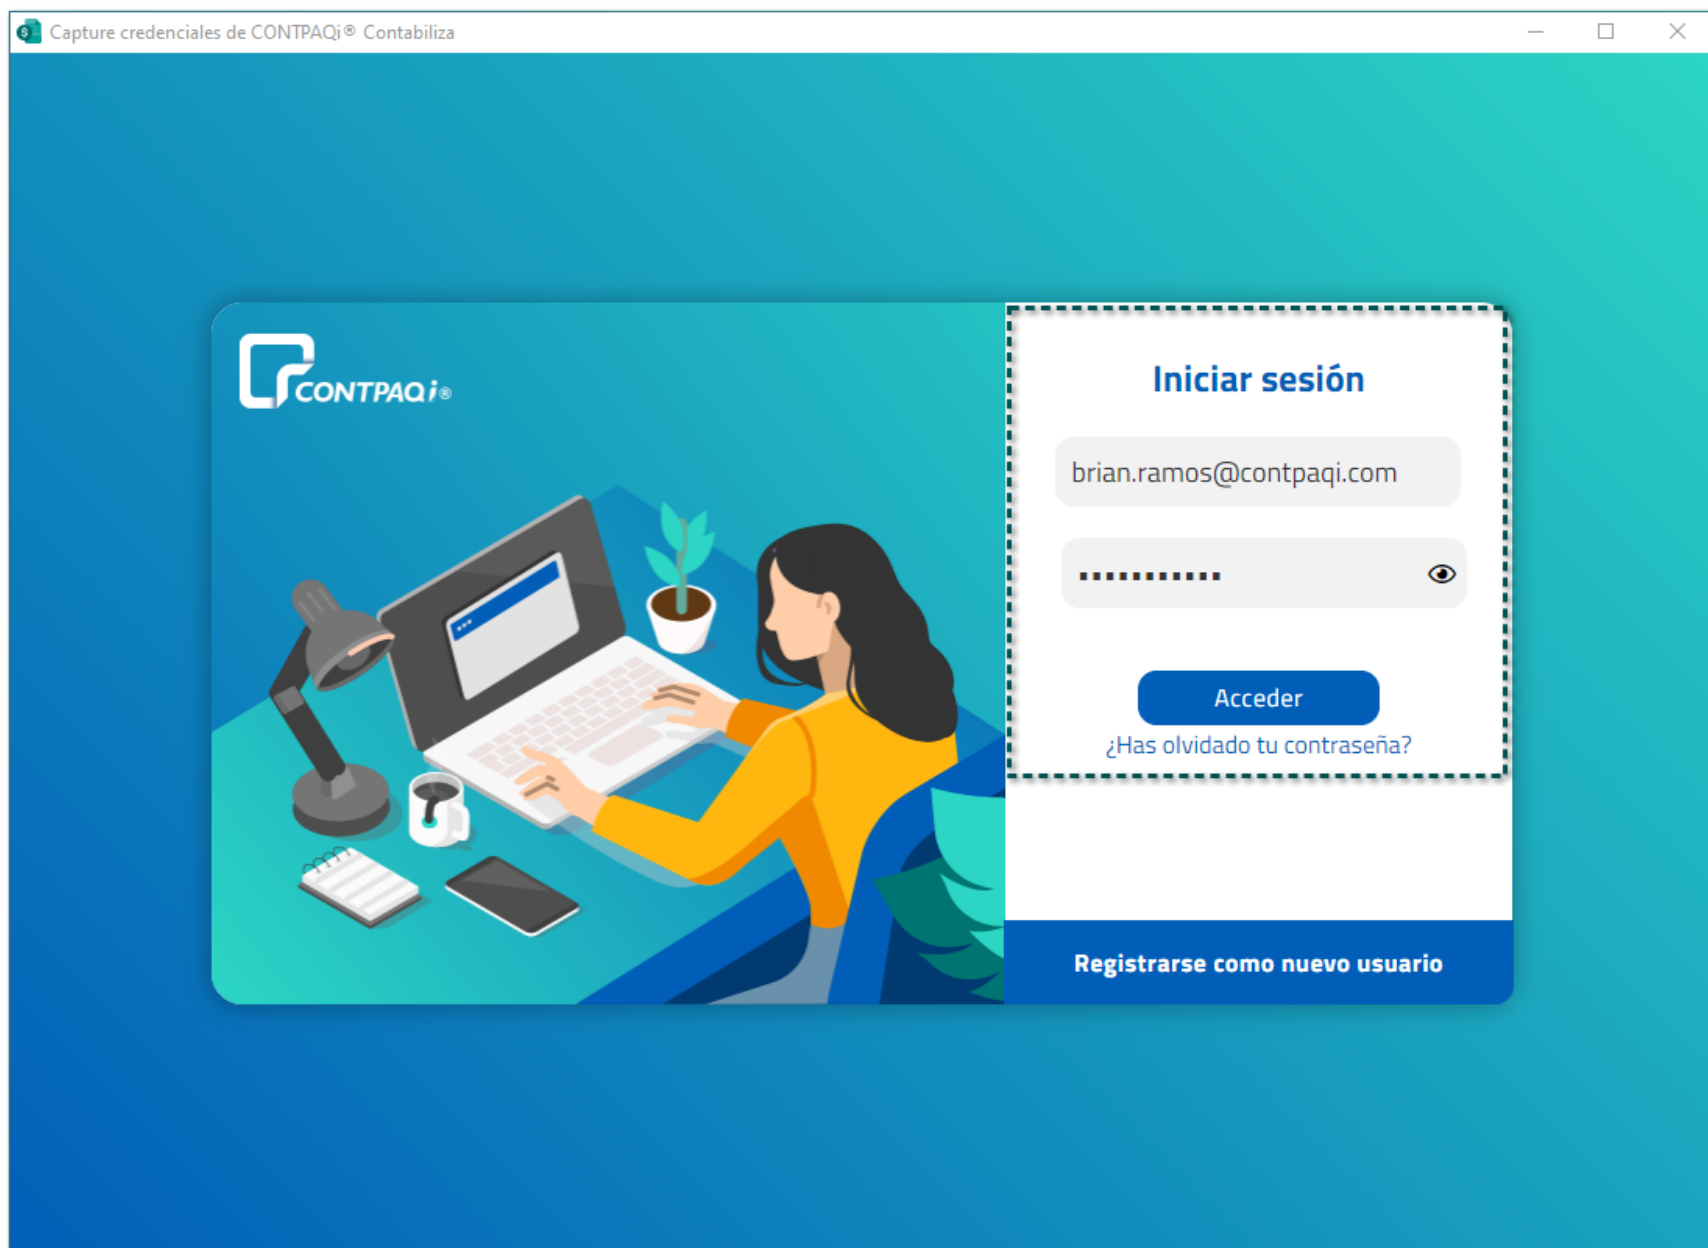 Capture credenciales de CONTPAQi® Contabiliza
CONTPAQi®
Iniciar sesión
brian.ramos@contpaqi.com
Acceder
¿Has olvidado tu contraseña?
Registrarse como nuevo usuario